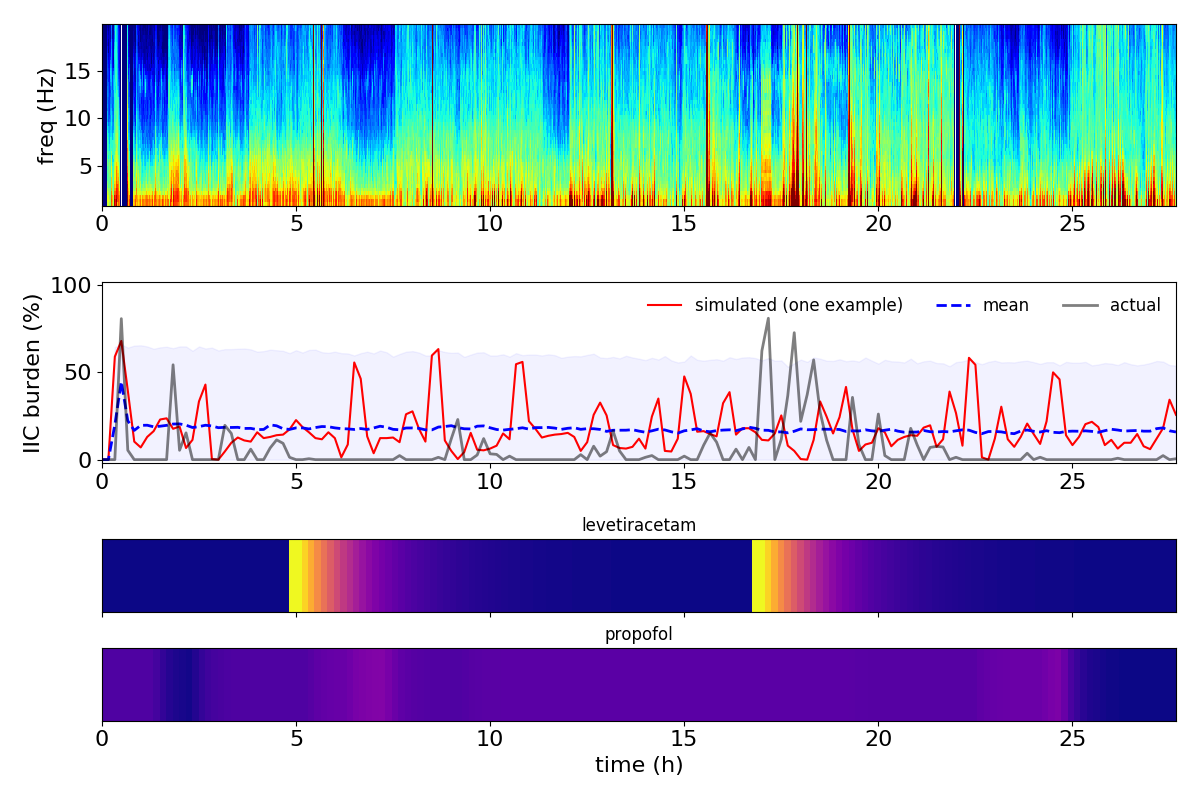 freq (Hz)
15
10
5
0 5 10 15 20 25
IIC burden (%)
100
50
0
simulated (one example) mean actual
0 5 10 15 20 25
levetiracetam
propofol
0 5 10 15 20 25
time (h)